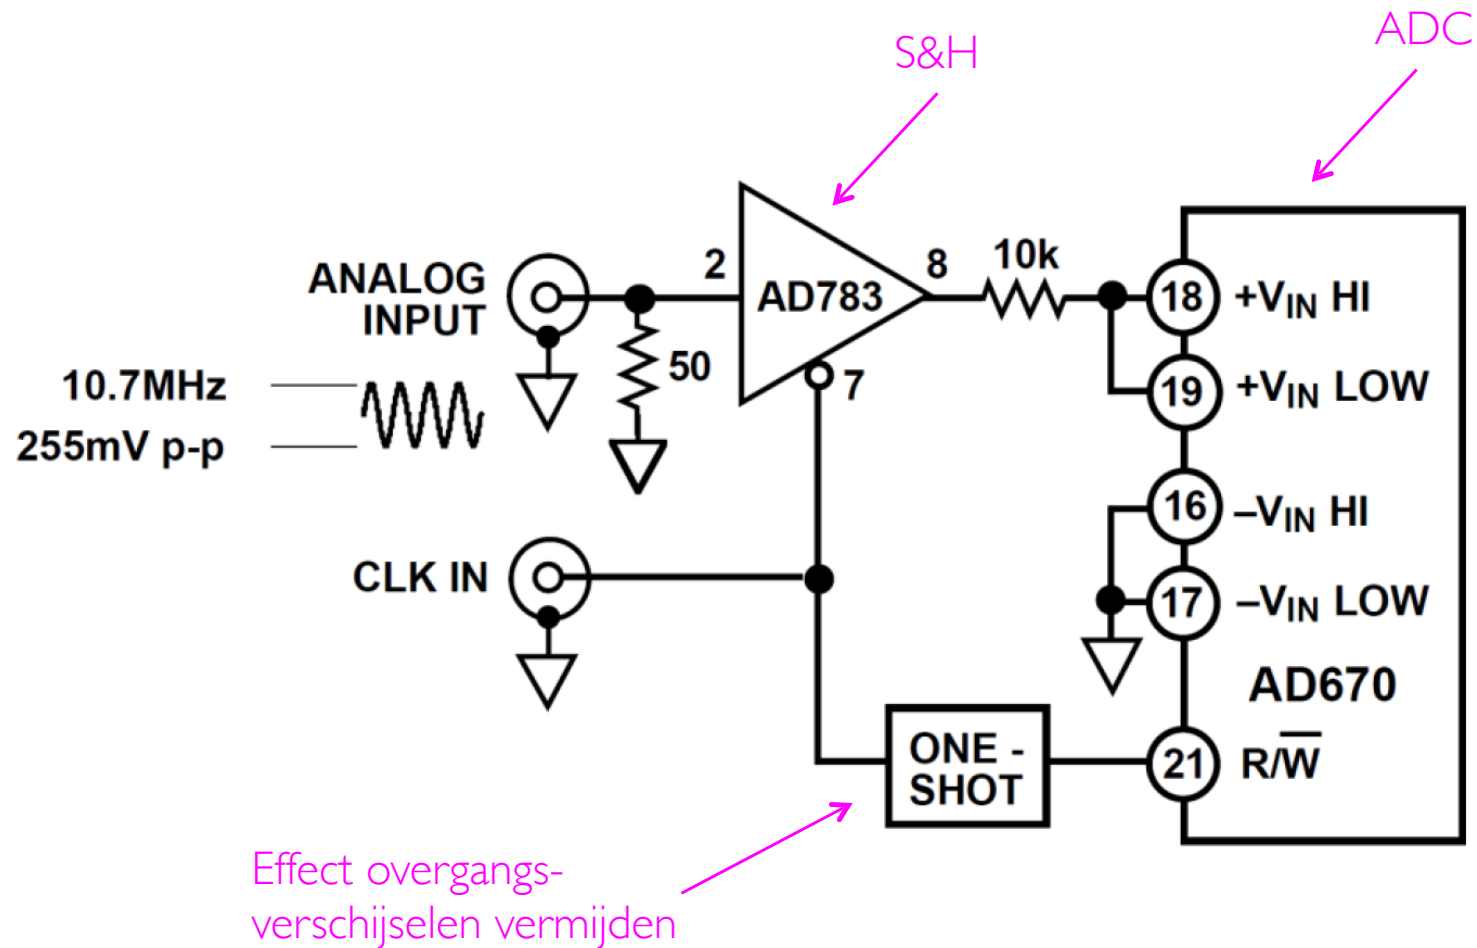 S&H
ADC
ANALOG
INPUT
2
AD783
8
10k
18
+VIN HI
50
7
19
+VIN LOW
10.7MHz
255mV p-p
16
–VIN HI
CLK IN
17
–VIN LOW
AD670
ONE -
SHOT
21
R/W̅
Effect overgangs-
verschijselen vermijden